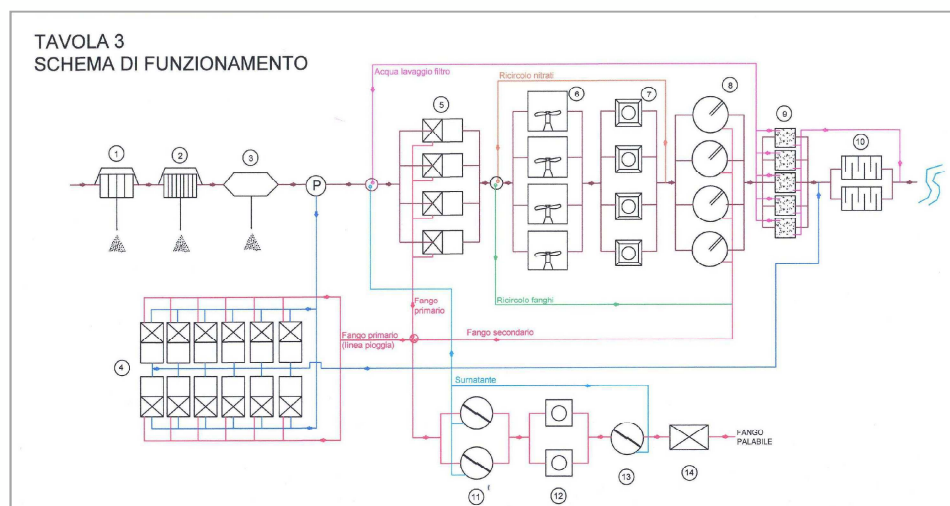 TAVOLA 3
SCHEMA DI FUNZIONAMENTO
Acqua lavaggio filtro
Ricircolo nitrati
1
2
3
5
6
7
8
9
10
P
Ricircolo fanghi
Fango
primario
Fango primario
(linea pioggia)
Fango secondario
4
Surnatante
FANGO
PALABILE
11
12
13
14